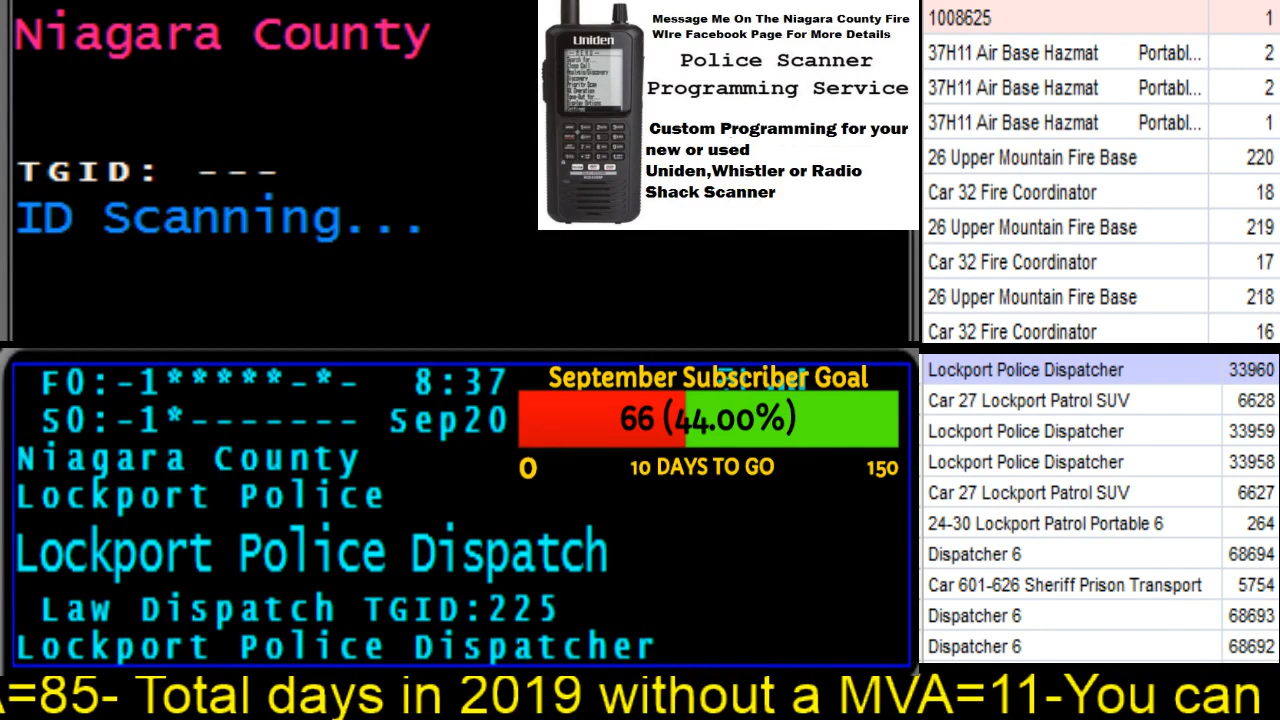 Niagara County
TGID: ---
ID Scanning...
Uniden
Message Me On The Niagara County Fire
WIre Facebook Page For More Details
Police Scanner
Programming Service
Custom Programming for your
new or used
Uniden,Whistler or Radio
Shack Scanner
1008625 1
37H11 Air Base Hazmat Portabl... 2
37H11 Air Base Hazmat Portabl... 2
37H11 Air Base Hazmat Portabl... 1
26 Upper Mountain Fire Base 220
Car 32 Fire Coordinator 18
26 Upper Mountain Fire Base 219
Car 32 Fire Coordinator 17
26 Upper Mountain Fire Base 218
Car 32 Fire Coordinator 16
F0:-1*****-*- 8:37
S0:-1*------- Sep20
Niagara County
Lockport Police
Lockport Police Dispatch
Law Dispatch TGID:225
Lockport Police Dispatcher
September Subscriber Goal
66 (44.00%)
0 10 DAYS TO GO 150
Lockport Police Dispatcher 33960
Car 27 Lockport Patrol SUV 6628
Lockport Police Dispatcher 33959
Lockport Police Dispatcher 33958
Car 27 Lockport Patrol SUV 6627
24-30 Lockport Patrol Portable 6 264
Dispatcher 6 68694
Car 601-626 Sheriff Prison Transport 5754
Dispatcher 6 68693
Dispatcher 6 68692
A=85- Total days in 2019 without a MVA=11-You can